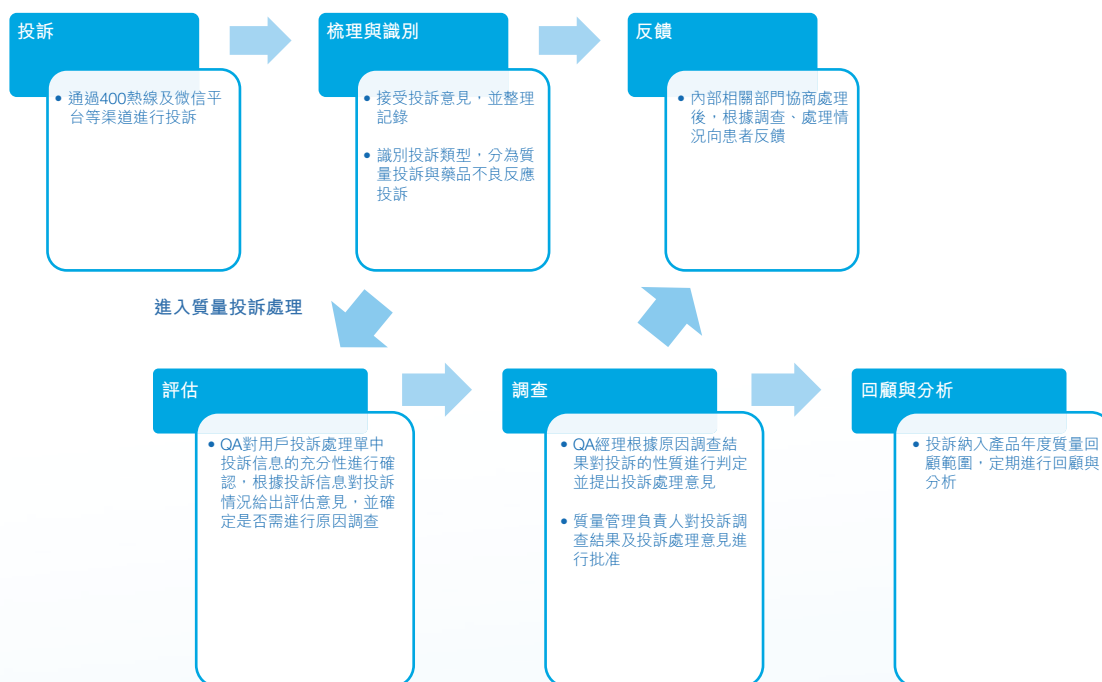 投訴
• 通過400熱線及微信平
台等渠道進行投訴
梳理與識別
• 接受投訴意見，並整理
記錄
• 識別投訴類型，分為質
量投訴與藥品不良反應
投訴
反饋
• 內部相關部門協商處理
後，根據調查、處理情
況向患者反饋
進入質量投訴處理
評估
• QA對用戶投訴處理單中
投訴信息的充分性進行確
認，根據投訴信息對投訴
情況給出評估意見，並確
定是否需進行原因調查
調查
• QA經理根據原因調查結
果對投訴的性質進行判定
並提出投訴處理意見
• 質量管理負責人對投訴調
查結果及投訴處理意見進
行批准
回顧與分析
• 投訴納入產品年度質量回
顧範圍，定期進行回顧與
分析